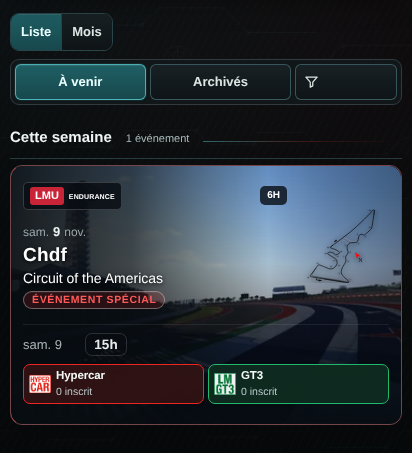 Liste Mois
À venir Archivés
Cette semaine 1 événement
LMU ENDURANCE 6H
sam. 9 nov.
Chdf
Circuit of the Americas
ÉVÉNEMENT SPÉCIAL
sam. 9 15h
HYPER CAR Hypercar 0 inscrit
LM GT3 GT3 0 inscrit